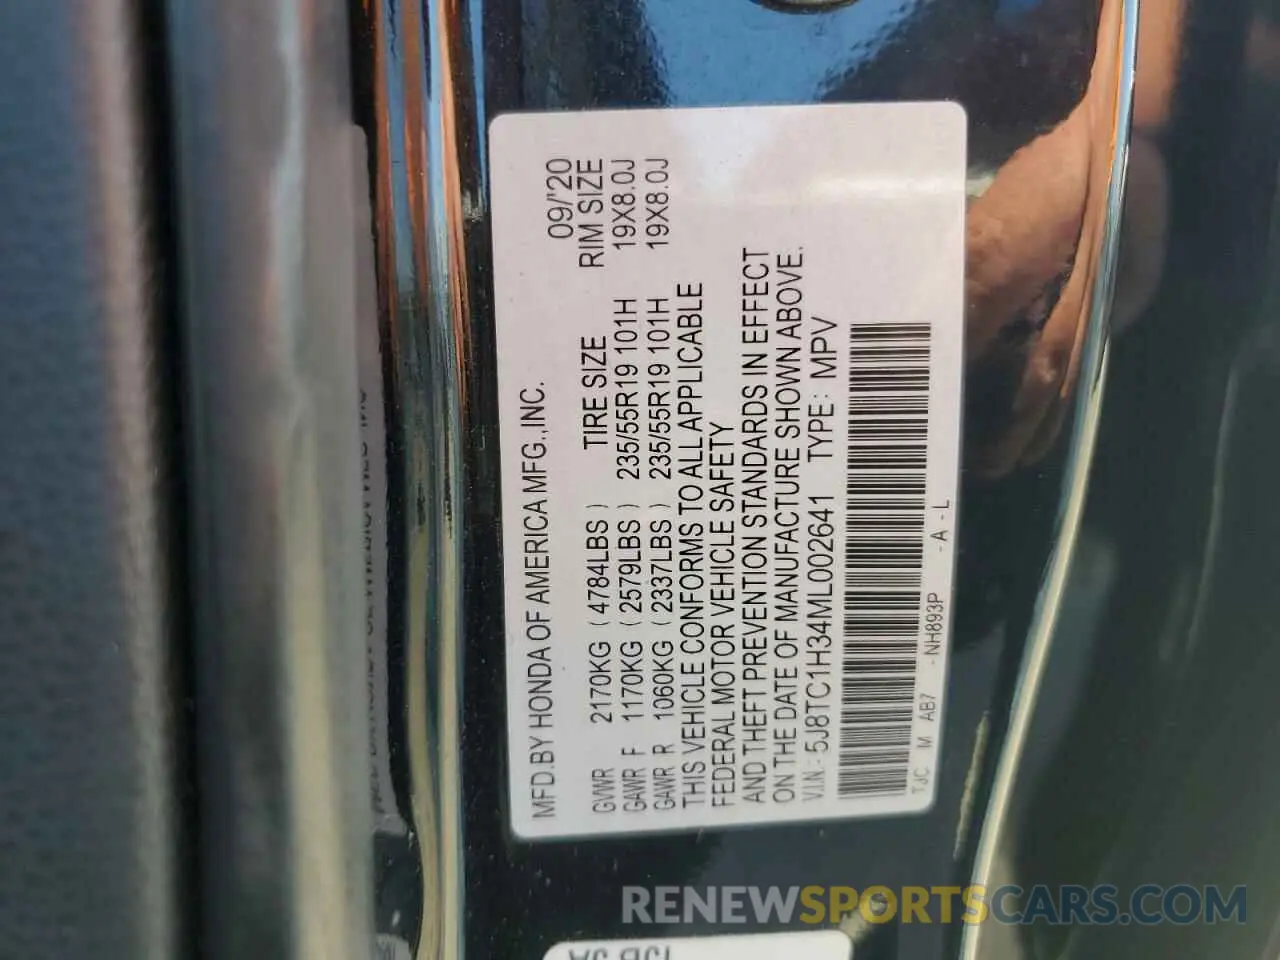 MFD.BY HONDA OF AMERICA MFG.,INC. 09/'20
GVWR 2170KG (4784LBS) TIRE SIZE RIM SIZE
GAWR F 1170KG (2579LBS) 235/55R19 101H 19X8.0J
GAWR R 1060KG (2337LBS) 235/55R19 101H 19X8.0J
THIS VEHICLE CONFORMS TO ALL APPLICABLE
FEDERAL MOTOR VEHICLE SAFETY
AND THEFT PREVENTION STANDARDS IN EFFECT
ON THE DATE OF MANUFACTURE SHOWN ABOVE.
V.I.N.: 5J8TC1H34ML002641 TYPE: MPV
TJC M AB7 -NH893P -A-L
RENEWSPORTSCARS.COM